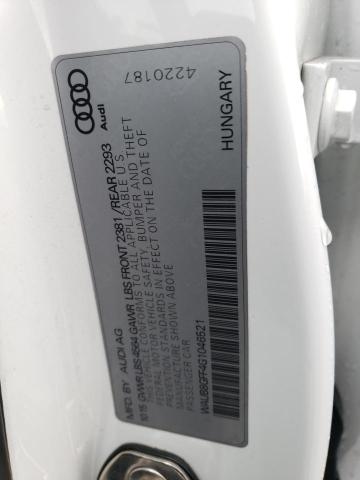 Audi
4220187
HUNGARY
MFD. BY AUDI AG
10/15 GVWR LBS 4564 GAWR LBS FRONT 2381 /REAR 2293
THIS VEHICLE CONFORMS TO ALL APPLICABLE U.S.
FEDERAL MOTOR VEHICLE SAFETY, BUMPER AND THEFT
PREVENTION STANDARDS IN EFFECT ON THE DATE OF
MANUFACTURE SHOWN ABOVE
PASSENGER CAR
WAUB8GFF4G1046521